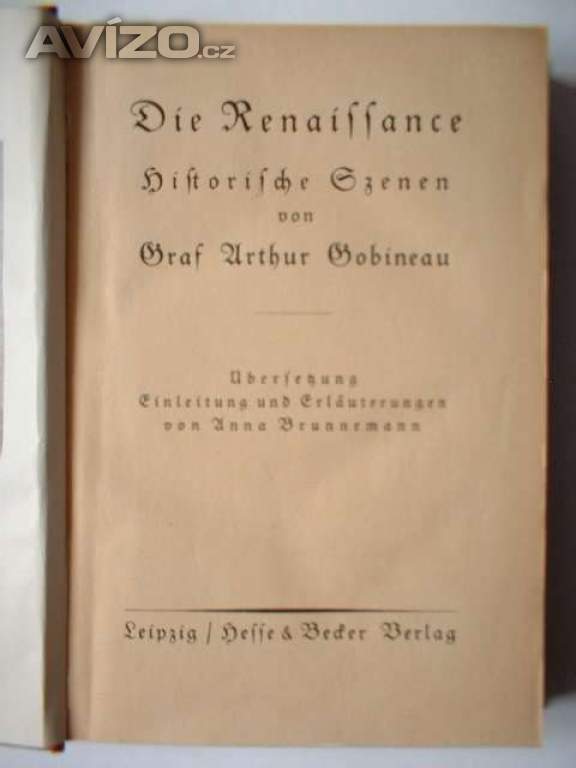 AVÍZO.cz
Die Renaiſſance
Hiſtoriſche Szenen
von
Graf Arthur Gobineau
Überſetzung
Einleitung und Erläuterungen
von Anna Brunnemann
Leipzig / Heſſe & Becker Verlag